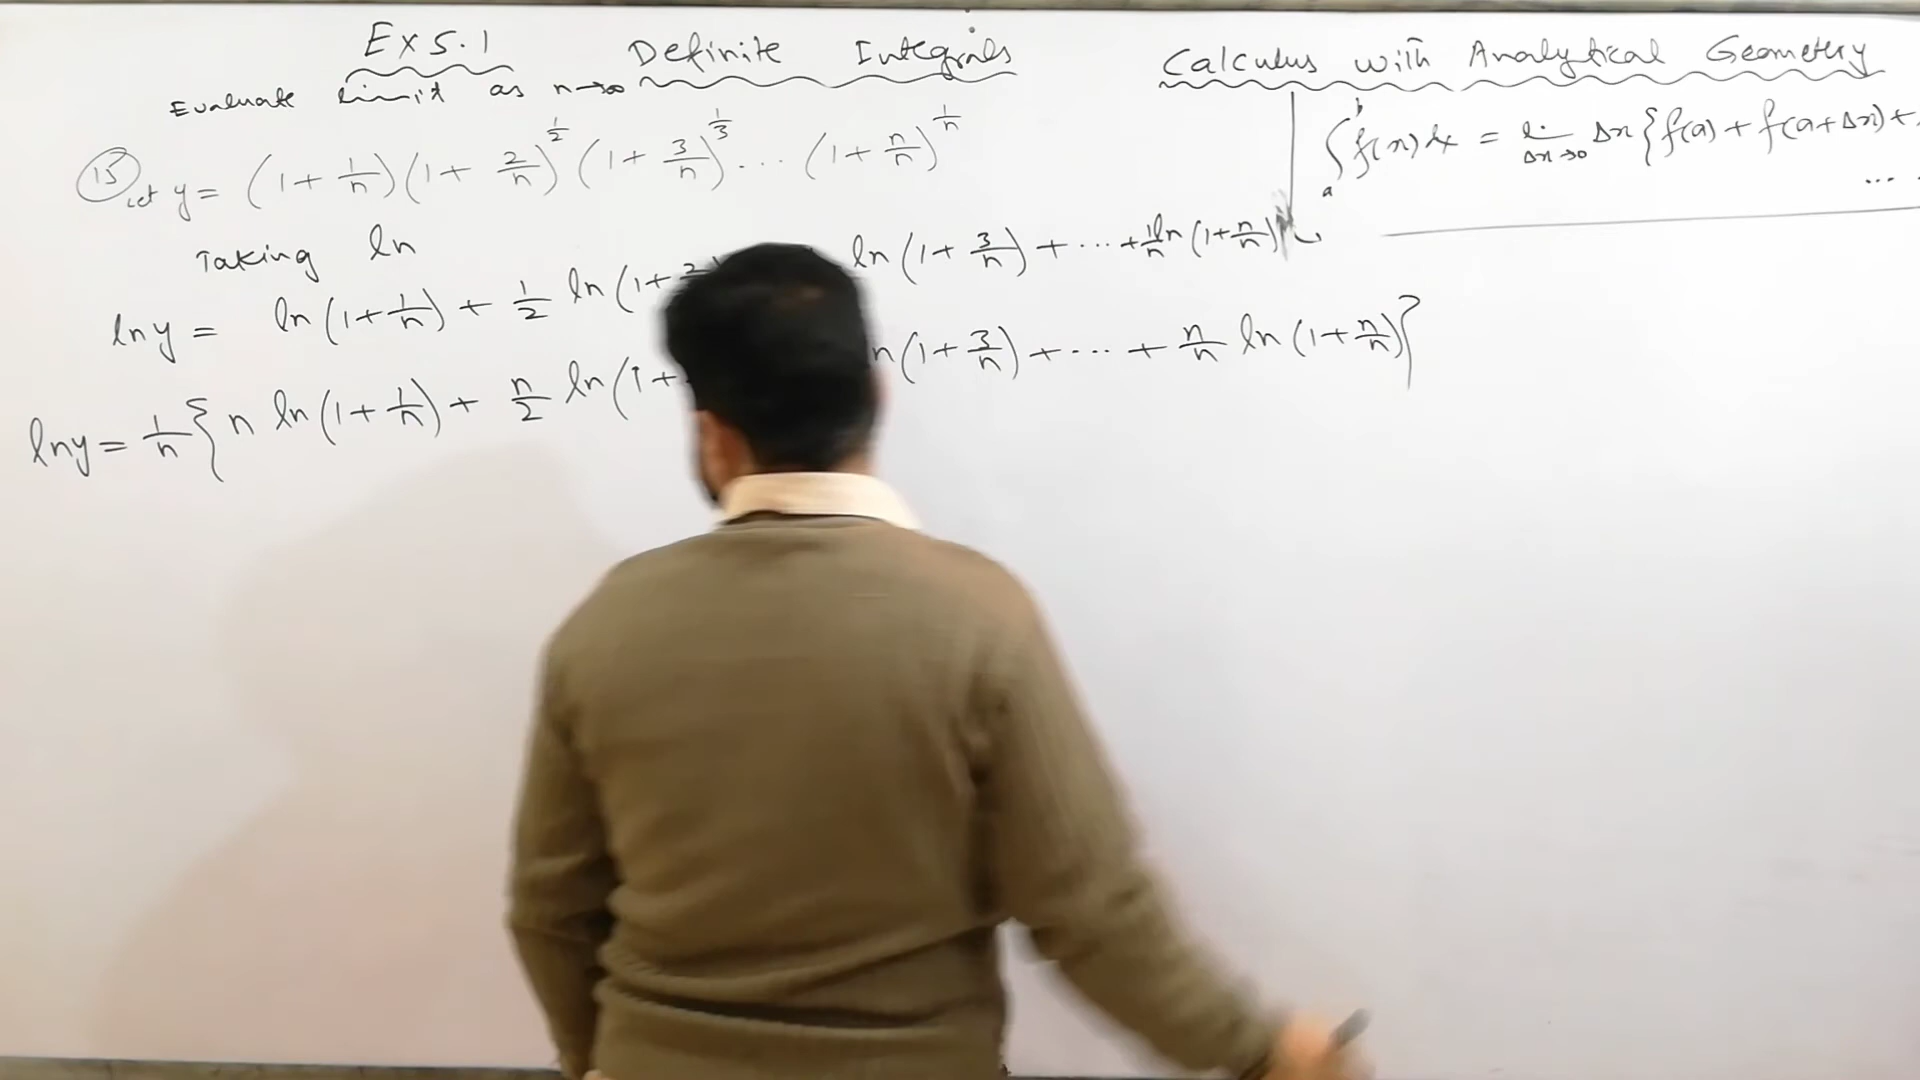 Ex 5.1 Definite Integrals Calculus with Analytical Geometry
Evaluate limit as n→∞
∫_a^b f(x) dx = lim_{Δx→0} Δx {f(a) + f(a+Δx) + ...
(15) Let y = (1 + 1/n)(1 + 2/n)^{1/2} (1 + 3/n)^{1/3} ... (1 + n/n)^{1/n}
Taking ln
ln y = ln(1 + 1/n) + 1/2 ln(1 + 2/ ln(1 + 3/n) + ... + 1/n ln(1 + n/n)
ln y = 1/n { n ln(1 + 1/n) + n/2 ln(1 + n(1 + 3/n) + ... + n/n ln(1 + n/n)}